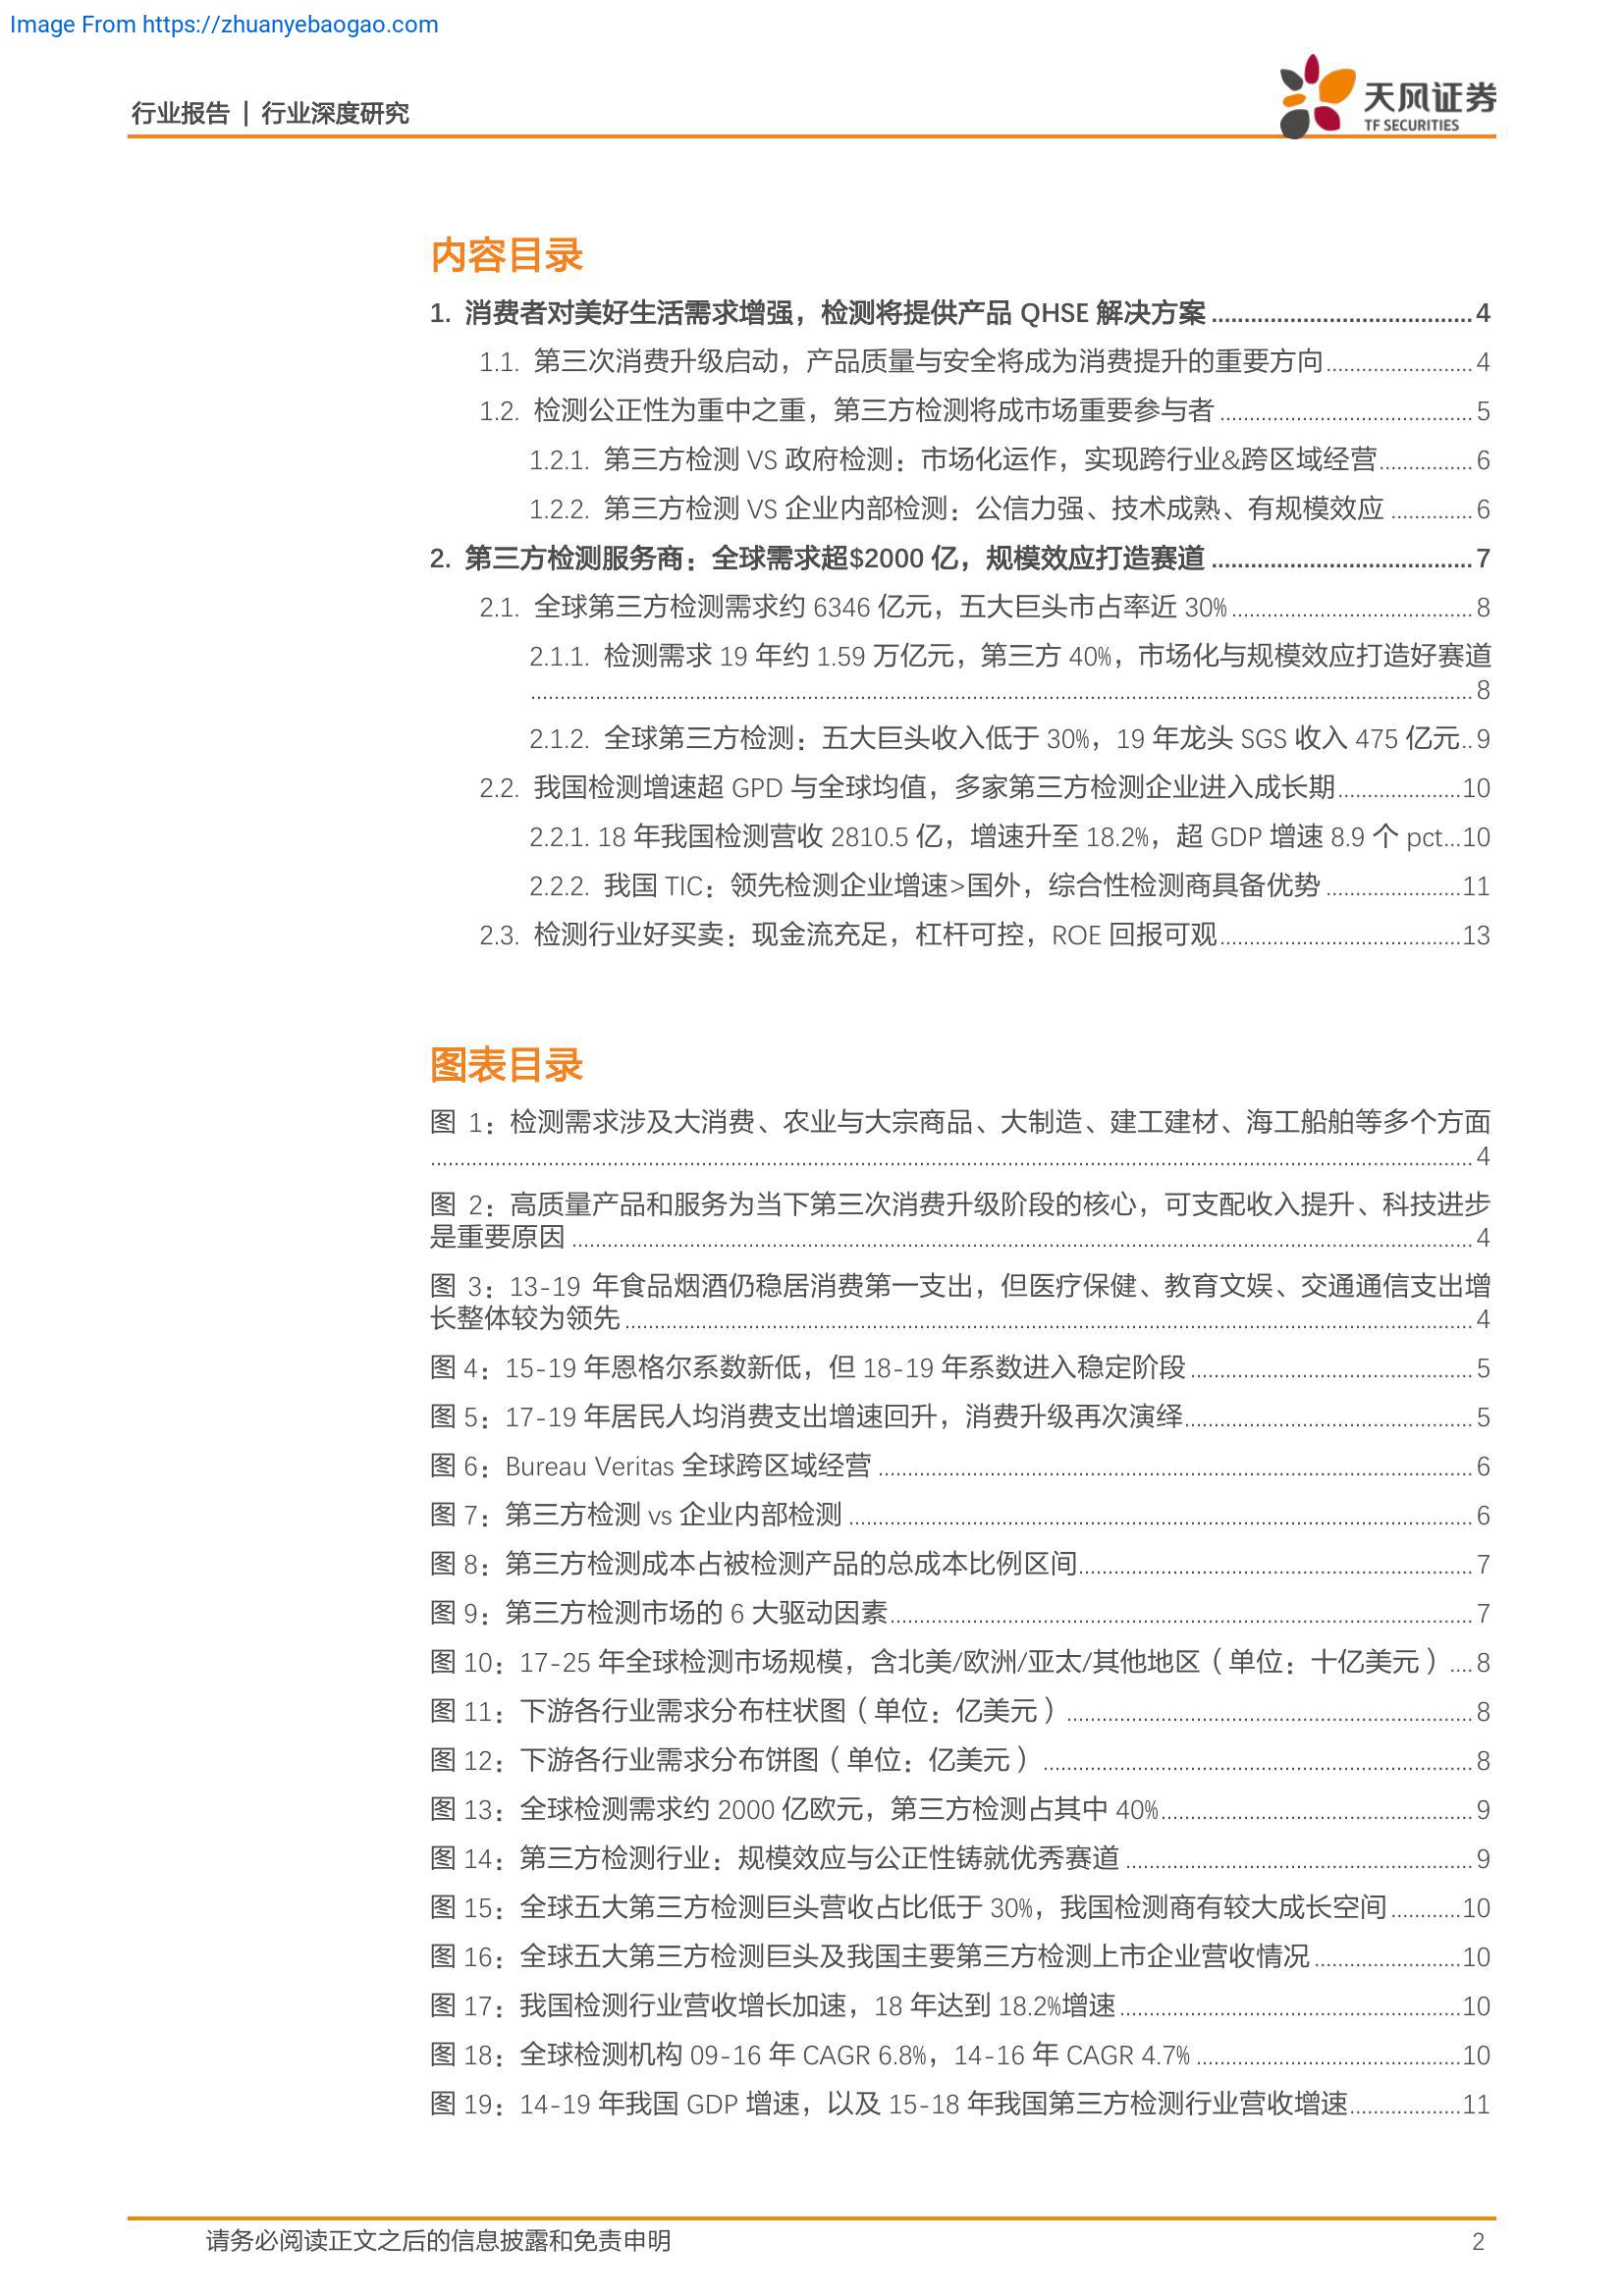 Image From https://zhuanyebaogao.com
行业报告 | 行业深度研究
天风证券
TF SECURITIES
内容目录
1. 消费者对美好生活需求增强，检测将提供产品 QHSE 解决方案 ........................................ 4
1.1. 第三次消费升级启动，产品质量与安全将成为消费提升的重要方向 ......................... 4
1.2. 检测公正性为重中之重，第三方检测将成市场重要参与者 ........................................... 5
1.2.1. 第三方检测 VS 政府检测：市场化运作，实现跨行业&跨区域经营 ................ 6
1.2.2. 第三方检测 VS 企业内部检测：公信力强、技术成熟、有规模效应 .............. 6
2. 第三方检测服务商：全球需求超$2000 亿，规模效应打造赛道 ........................................ 7
2.1. 全球第三方检测需求约 6346 亿元，五大巨头市占率近 30% ......................................... 8
2.1.1. 检测需求 19 年约 1.59 万亿元，第三方 40%，市场化与规模效应打造好赛道
................................................................................................................................ 8
2.1.2. 全球第三方检测：五大巨头收入低于 30%，19 年龙头 SGS 收入 475 亿元 .. 9
2.2. 我国检测增速超 GPD 与全球均值，多家第三方检测企业进入成长期 ..................... 10
2.2.1. 18 年我国检测营收 2810.5 亿，增速升至 18.2%，超 GDP 增速 8.9 个 pct ... 10
2.2.2. 我国 TIC：领先检测企业增速>国外，综合性检测商具备优势 ....................... 11
2.3. 检测行业好买卖：现金流充足，杠杆可控，ROE 回报可观 ......................................... 13
图表目录
图 1：检测需求涉及大消费、农业与大宗商品、大制造、建工建材、海工船舶等多个方面
................................................................................................................................ 4
图 2：高质量产品和服务为当下第三次消费升级阶段的核心，可支配收入提升、科技进步
是重要原因 ................................................................................................................ 4
图 3：13-19 年食品烟酒仍稳居消费第一支出，但医疗保健、教育文娱、交通通信支出增
长整体较为领先 ........................................................................................................ 4
图 4：15-19 年恩格尔系数新低，但 18-19 年系数进入稳定阶段 ................................................ 5
图 5：17-19 年居民人均消费支出增速回升，消费升级再次演绎 ................................................. 5
图 6：Bureau Veritas 全球跨区域经营 ........................................................................................ 6
图 7：第三方检测 vs 企业内部检测 ............................................................................................ 6
图 8：第三方检测成本占被检测产品的总成本比例区间 ............................................................... 7
图 9：第三方检测市场的 6 大驱动因素 ....................................................................................... 7
图 10：17-25 年全球检测市场规模，含北美/欧洲/亚太/其他地区（单位：十亿美元） .... 8
图 11：下游各行业需求分布柱状图（单位：亿美元） ................................................................ 8
图 12：下游各行业需求分布饼图（单位：亿美元） .................................................................... 8
图 13：全球检测需求约 2000 亿欧元，第三方检测占其中 40% .................................................... 9
图 14：第三方检测行业：规模效应与公正性铸就优秀赛道 .......................................................... 9
图 15：全球五大第三方检测巨头营收占比低于 30%，我国检测商有较大成长空间 ............ 10
图 16：全球五大第三方检测巨头及我国主要第三方检测上市企业营收情况 ......................... 10
图 17：我国检测行业营收增长加速，18 年达到 18.2%增速 ........................................................ 10
图 18：全球检测机构 09-16 年 CAGR 6.8%，14-16 年 CAGR 4.7% ............................................. 10
图 19：14-19 年我国 GDP 增速，以及 15-18 年我国第三方检测行业营收增速 ................... 11
请务必阅读正文之后的信息披露和免责申明
2